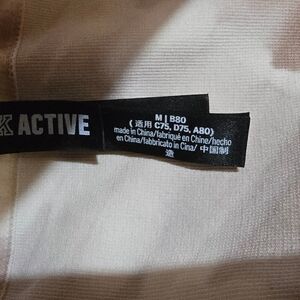 K ACTIVE
M | B80
( 适用 C75, D75, A80)
made in China/fabriqué en Chine/hecho
en China/fabbricato in Cina/ 中国制
造